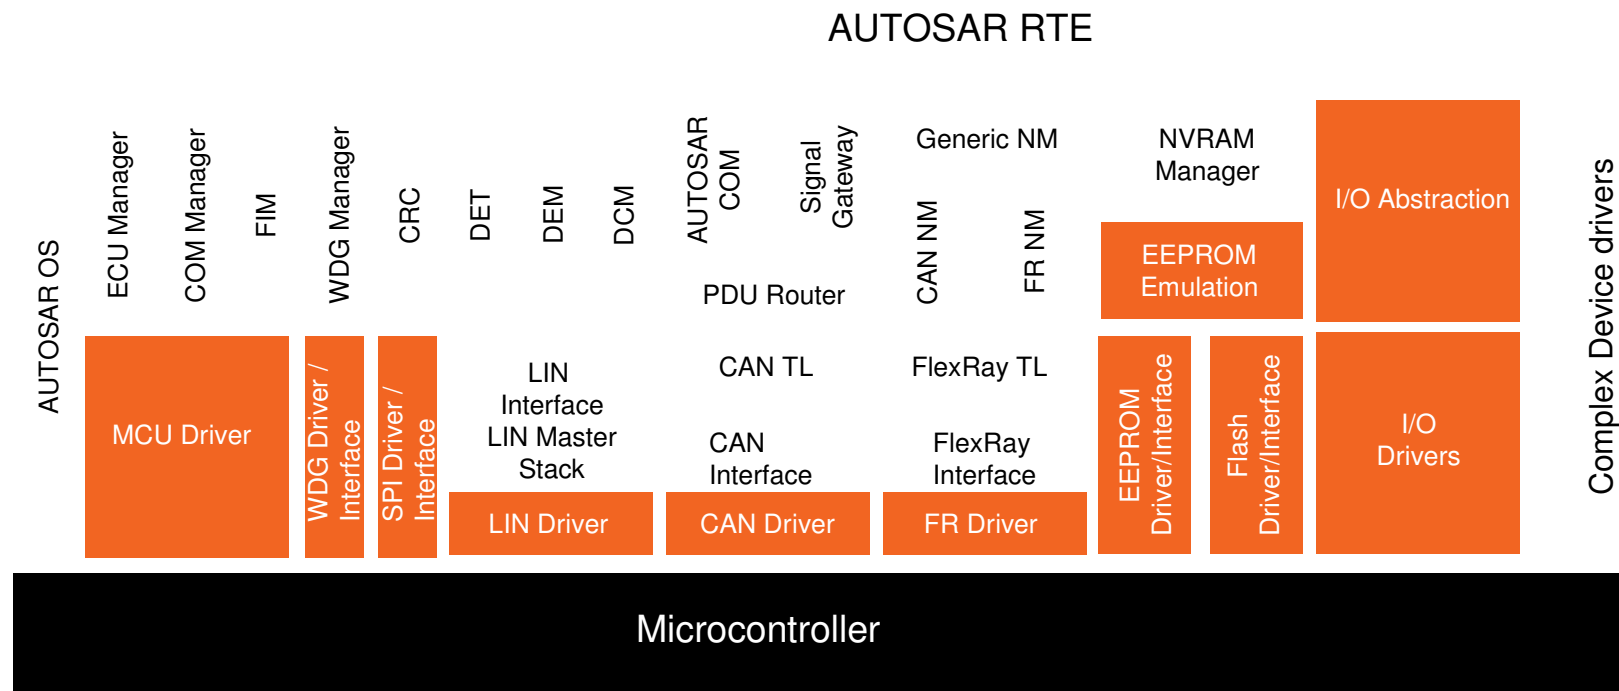 AUTOSAR RTE
AUTOSAR OS
ECU Manager
COM Manager
FIM
WDG Manager
CRC
DET
DEM
DCM
AUTOSAR
COM
Signal
Gateway
PDU Router
Generic NM
CAN NM
FR NM
NVRAM
Manager
EEPROM
Emulation
I/O Abstraction
Complex Device drivers
MCU Driver
WDG Driver /
Interface
SPI Driver /
Interface
LIN
Interface
LIN Master
Stack
LIN Driver
CAN TL
CAN
Interface
CAN Driver
FlexRay TL
FlexRay
Interface
FR Driver
EEPROM
Driver/Interface
Flash
Driver/Interface
I/O
Drivers
Microcontroller